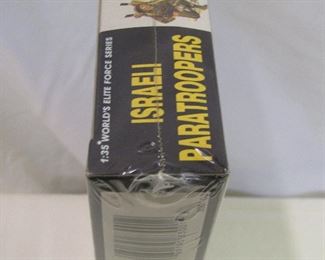 1:35 WORLD'S ELITE FORCE SERIES
ISRAELI
PARATROOPERS